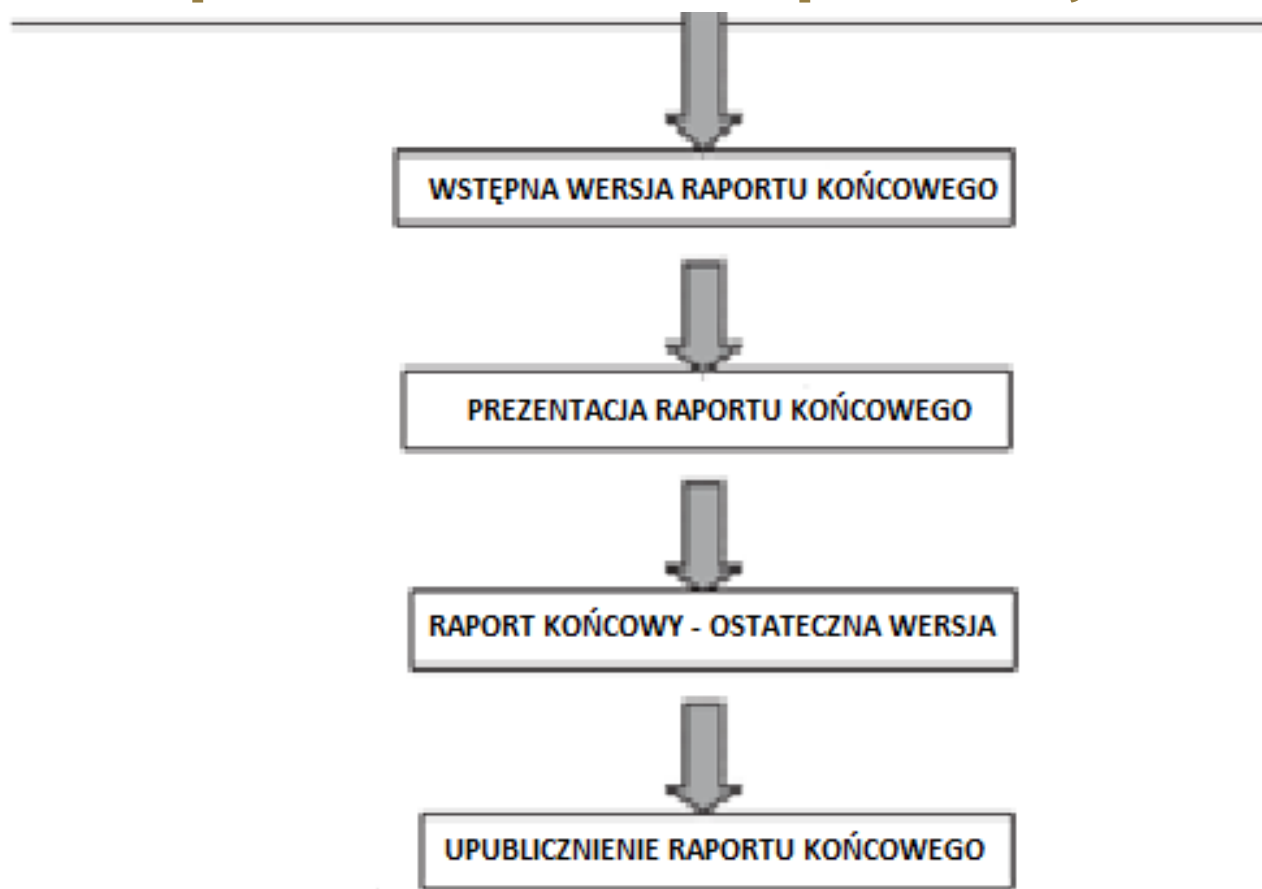 WSTĘPNA WERSJA RAPORTU KOŃCOWEGO
PREZENTACJA RAPORTU KOŃCOWEGO
RAPORT KOŃCOWY - OSTATECZNA WERSJA
UPUBLICZNIENIE RAPORTU KOŃCOWEGO